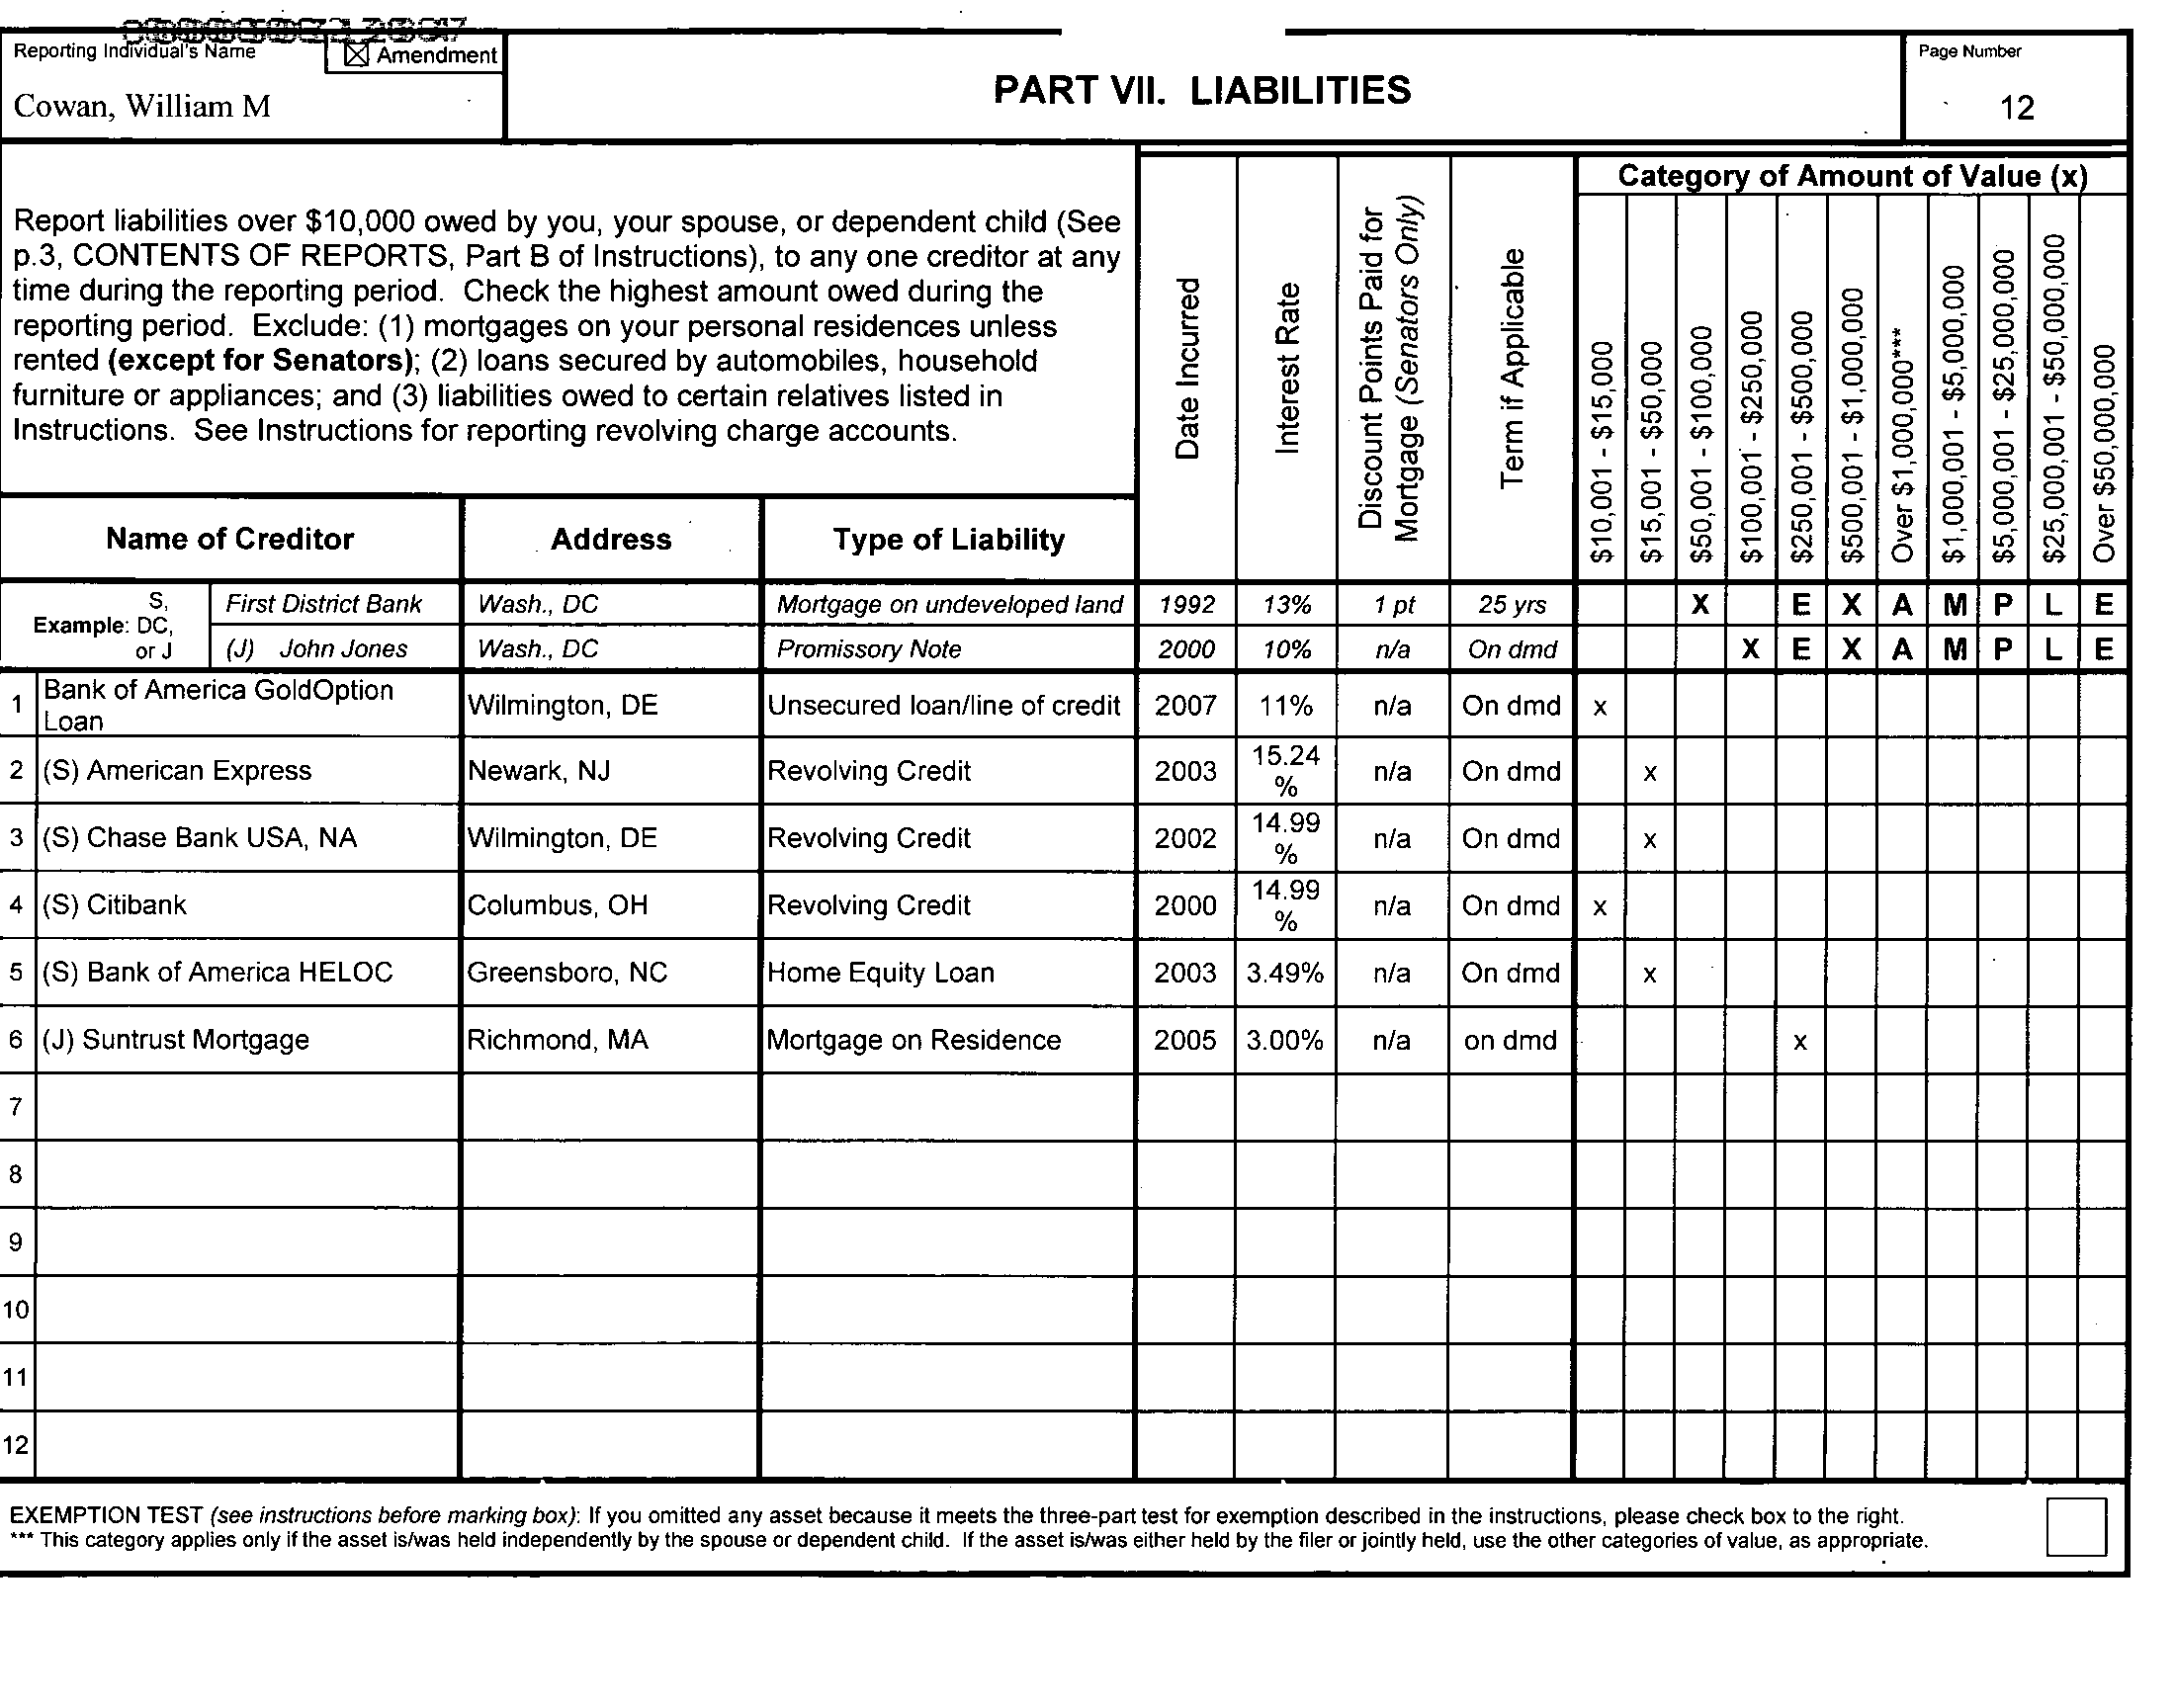 Reporting Individual's Name
☒ Amendment
Cowan, William M
PART VII. LIABILITIES
Page Number
12
Report liabilities over $10,000 owed by you, your spouse, or dependent child (See
p.3, CONTENTS OF REPORTS, Part B of Instructions), to any one creditor at any
time during the reporting period. Check the highest amount owed during the
reporting period. Exclude: (1) mortgages on your personal residences unless
rented (except for Senators); (2) loans secured by automobiles, household
furniture or appliances; and (3) liabilities owed to certain relatives listed in
Instructions. See Instructions for reporting revolving charge accounts.
Name of Creditor
Address
Type of Liability
Date Incurred
Interest Rate
Discount Points Paid for
Mortgage (Senators Only)
Term if Applicable
Category of Amount of Value (x)
$10,001 - $15,000
$15,001 - $50,000
$50,001 - $100,000
$100,001 - $250,000
$250,001 - $500,000
$500,001 - $1,000,000
Over $1,000,000***
$1,000,001 - $5,000,000
$5,000,001 - $25,000,000
$25,000,001 - $50,000,000
Over $50,000,000
Example: S,
DC,
or J
First District Bank Wash., DC Mortgage on undeveloped land 1992 13% 1 pt 25 yrs X E X A M P L E
(J) John Jones Wash., DC Promissory Note 2000 10% n/a On dmd X E X A M P L E
1 Bank of America GoldOption
Loan Wilmington, DE Unsecured loan/line of credit 2007 11% n/a On dmd x
2 (S) American Express Newark, NJ Revolving Credit 2003 15.24
% n/a On dmd x
3 (S) Chase Bank USA, NA Wilmington, DE Revolving Credit 2002 14.99
% n/a On dmd x
4 (S) Citibank Columbus, OH Revolving Credit 2000 14.99
% n/a On dmd x
5 (S) Bank of America HELOC Greensboro, NC Home Equity Loan 2003 3.49% n/a On dmd x
6 (J) Suntrust Mortgage Richmond, MA Mortgage on Residence 2005 3.00% n/a on dmd x
7
8
9
10
11
12
EXEMPTION TEST (see instructions before marking box): If you omitted any asset because it meets the three-part test for exemption described in the instructions, please check box to the right.
*** This category applies only if the asset is/was held independently by the spouse or dependent child. If the asset is/was either held by the filer or jointly held, use the other categories of value, as appropriate.